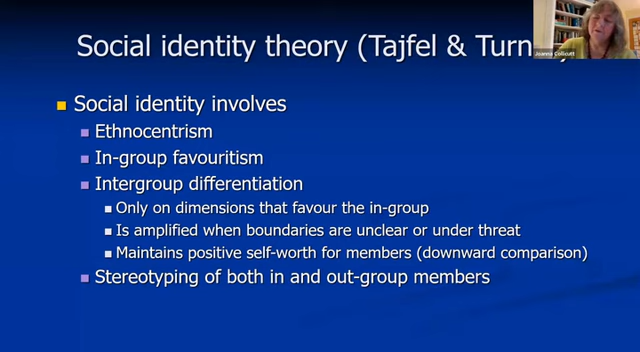 Social identity theory (Tajfel & Turn
Joanna Collicutt
Social identity involves
Ethnocentrism
In-group favouritism
Intergroup differentiation
Only on dimensions that favour the in-group
Is amplified when boundaries are unclear or under threat
Maintains positive self-worth for members (downward comparison)
Stereotyping of both in and out-group members